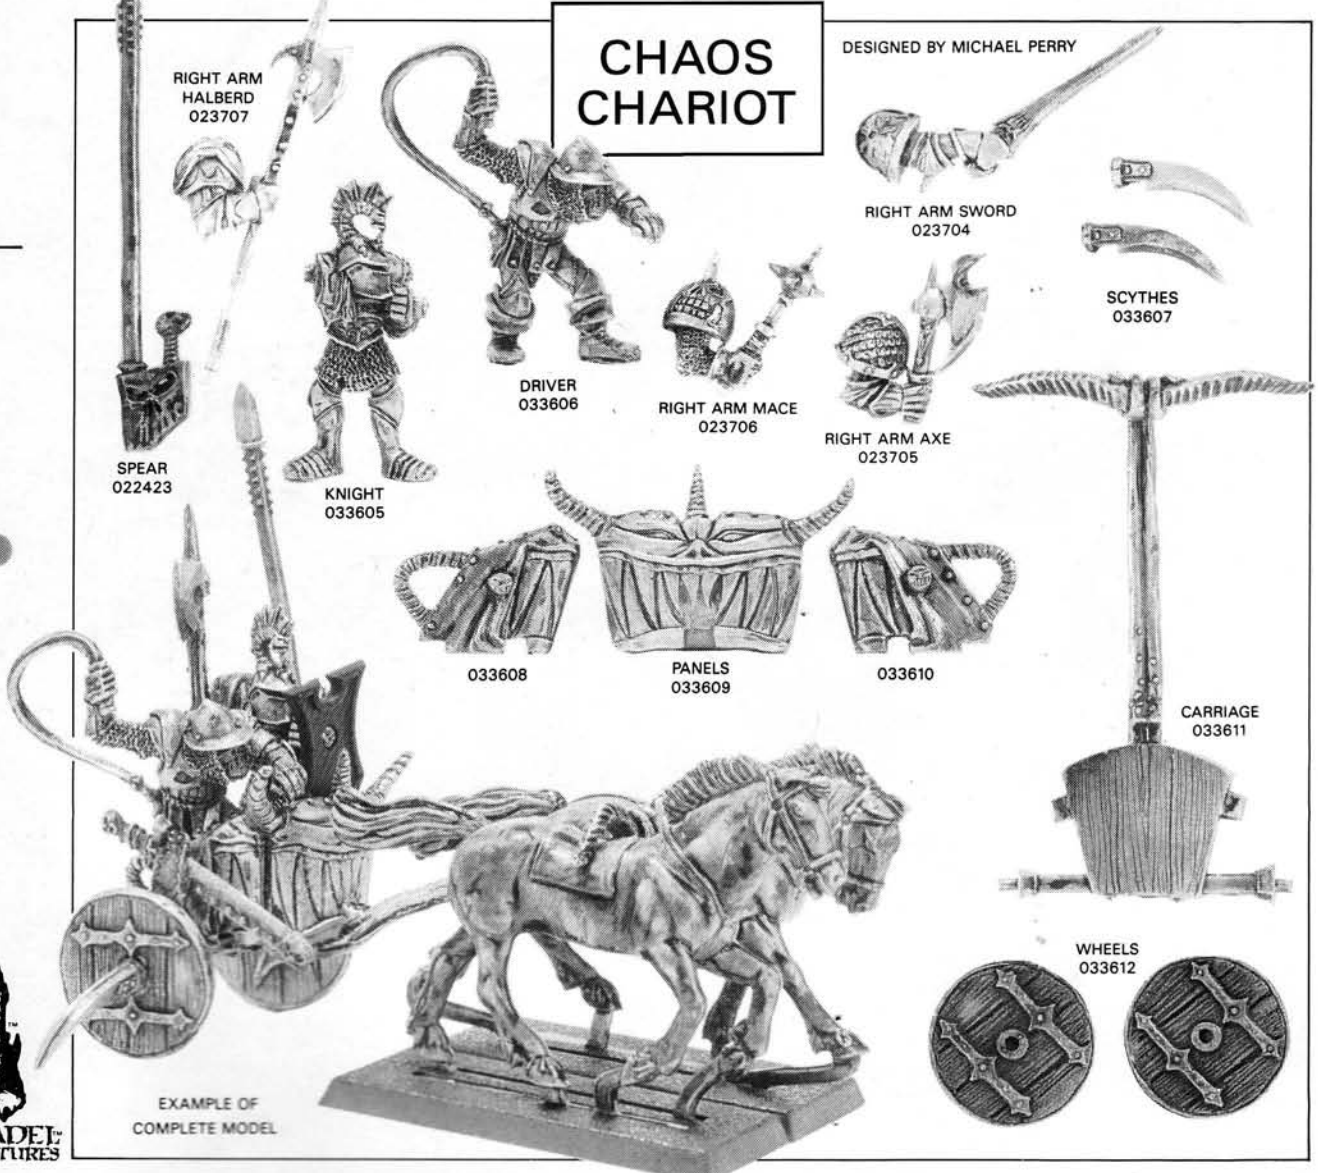 CHAOS
CHARIOT
DESIGNED BY MICHAEL PERRY
RIGHT ARM
HALBERD
023707
RIGHT ARM SWORD
023704
SCYTHES
033607
DRIVER
033606
RIGHT ARM MACE
023706
RIGHT ARM AXE
023705
SPEAR
022423
KNIGHT
033605
033608
PANELS
033609
033610
CARRIAGE
033611
WHEELS
033612
EXAMPLE OF
COMPLETE MODEL
ADEL™
TURES